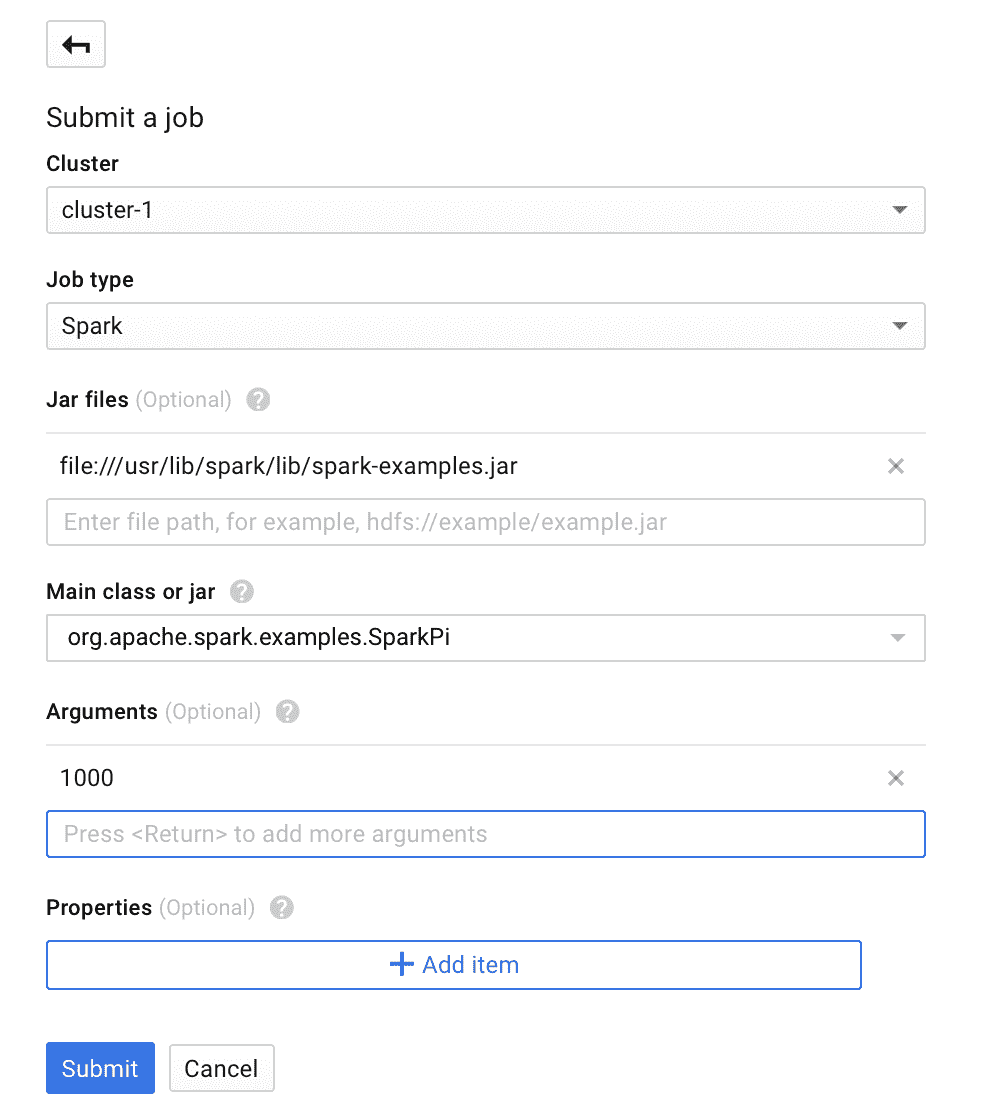 Submit a job
Cluster
cluster-1
Job type
Spark
Jar files (Optional) ?
file:///usr/lib/spark/lib/spark-examples.jar
Enter file path, for example, hdfs://example/example.jar
Main class or jar ?
org.apache.spark.examples.SparkPi
Arguments (Optional) ?
1000
Press <Return> to add more arguments
Properties (Optional) ?
+ Add item
Submit Cancel